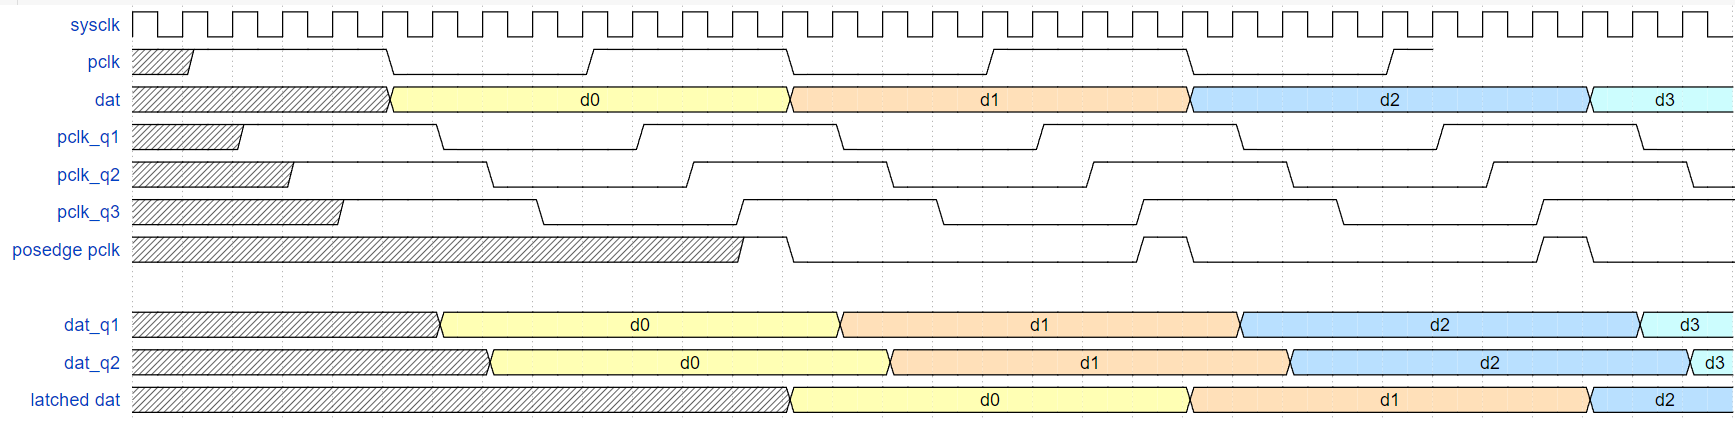 sysclk
pclk
dat d0 d1 d2 d3
pclk_q1
pclk_q2
pclk_q3
posedge pclk
dat_q1 d0 d1 d2 d3
dat_q2 d0 d1 d2 d3
latched dat d0 d1 d2